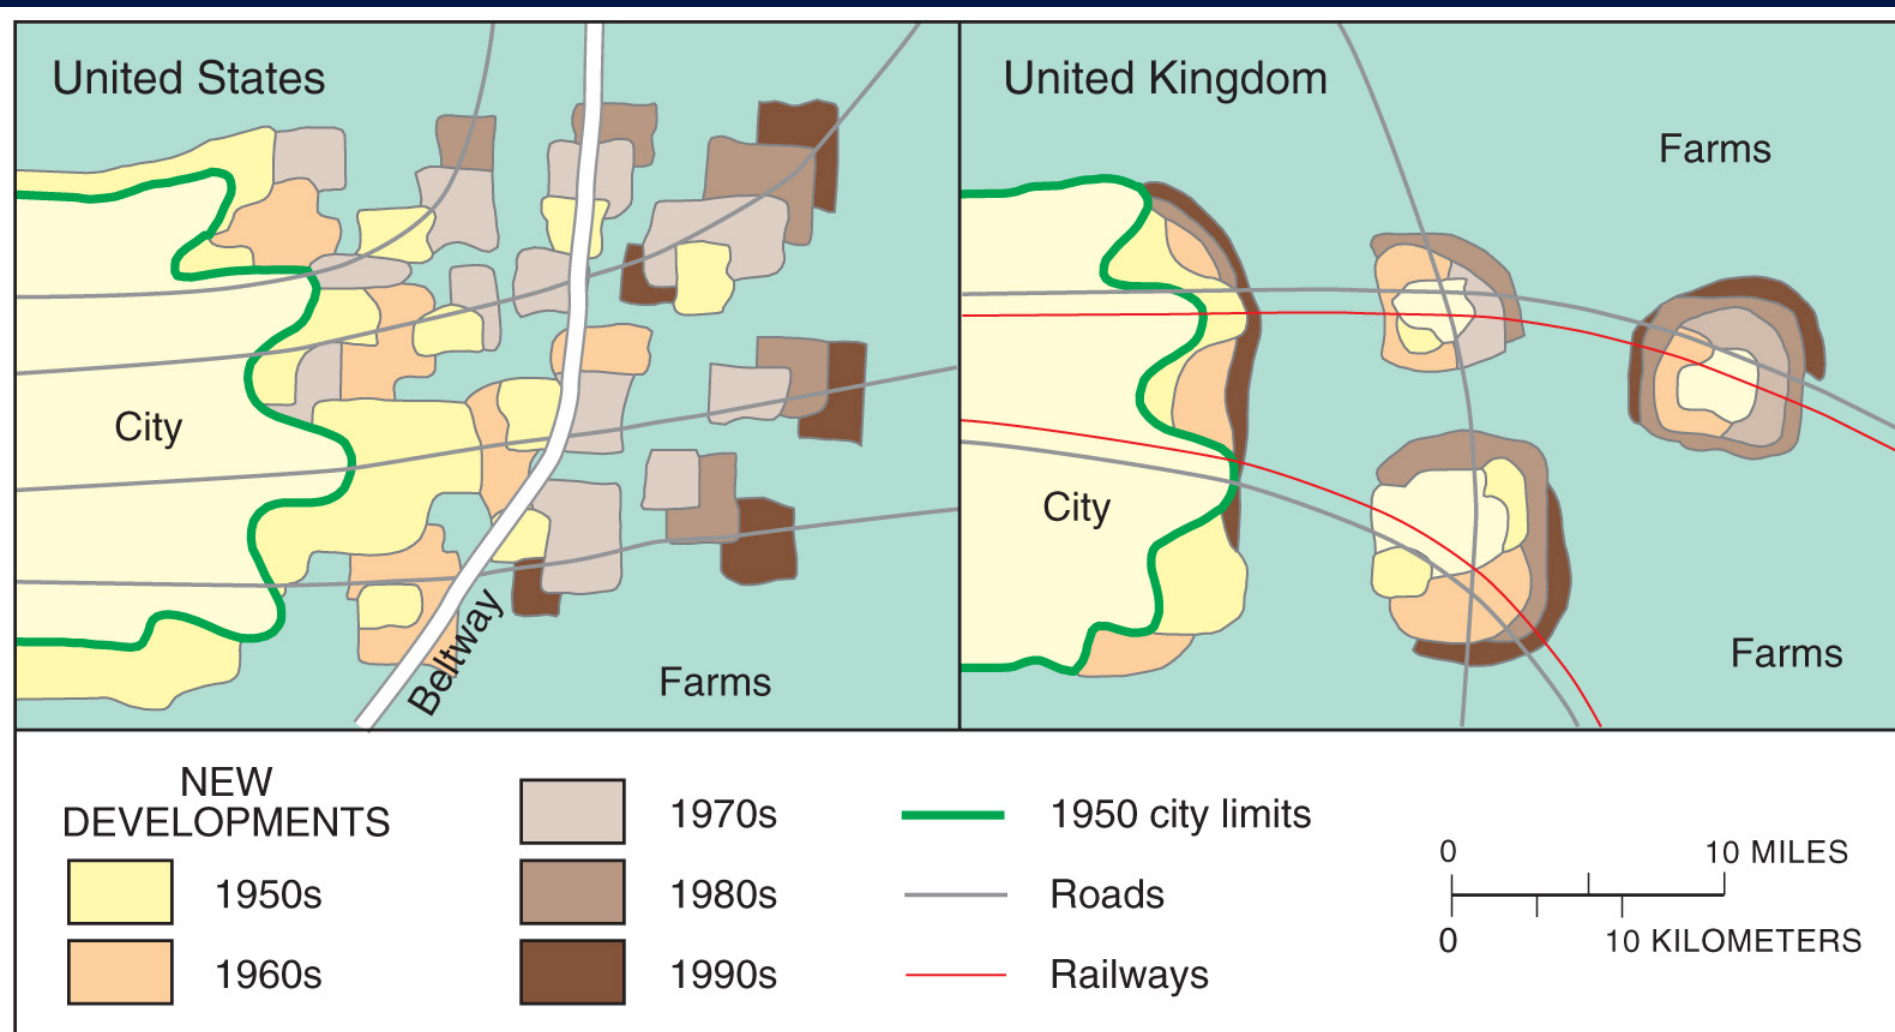 United States
City
Beltway
Farms
United Kingdom
Farms
City
Farms
NEW
DEVELOPMENTS
1950s
1960s
1970s
1980s
1990s
1950 city limits
Roads
Railways
0 10 MILES
0 10 KILOMETERS